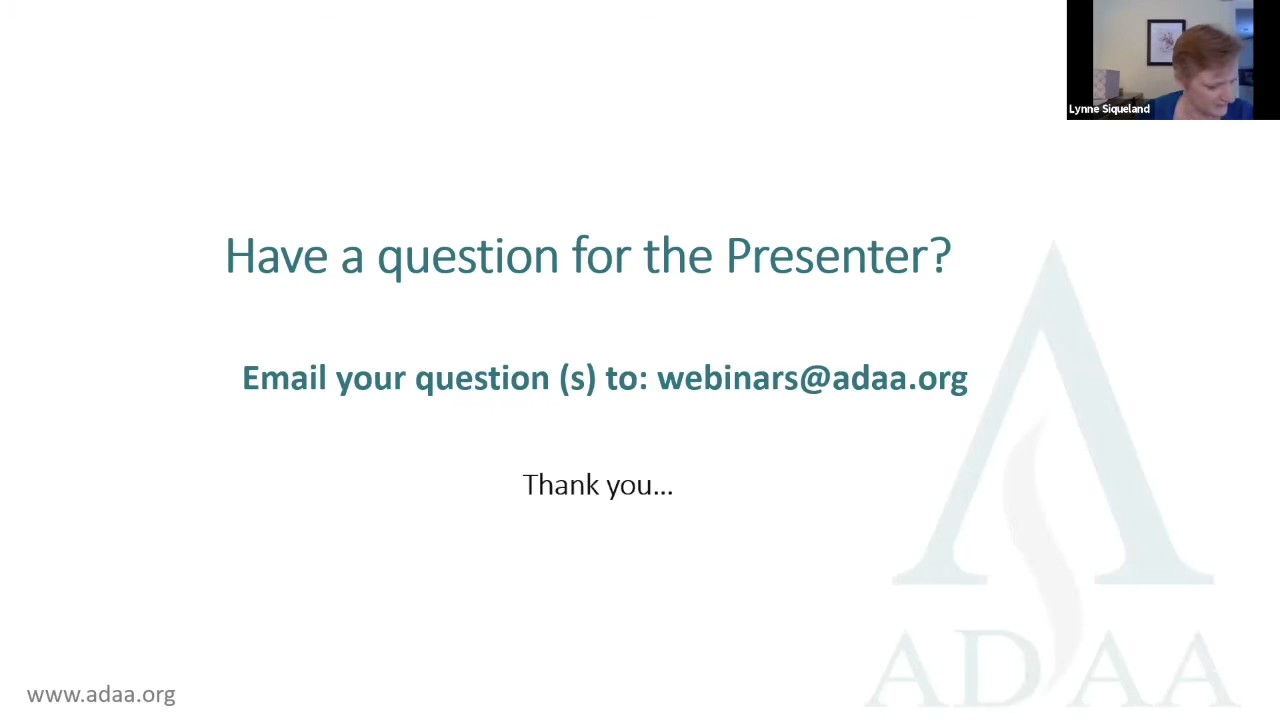 Lynne Siqueland
Have a question for the Presenter?
Email your question (s) to: webinars@adaa.org
Thank you...
ADAA
www.adaa.org